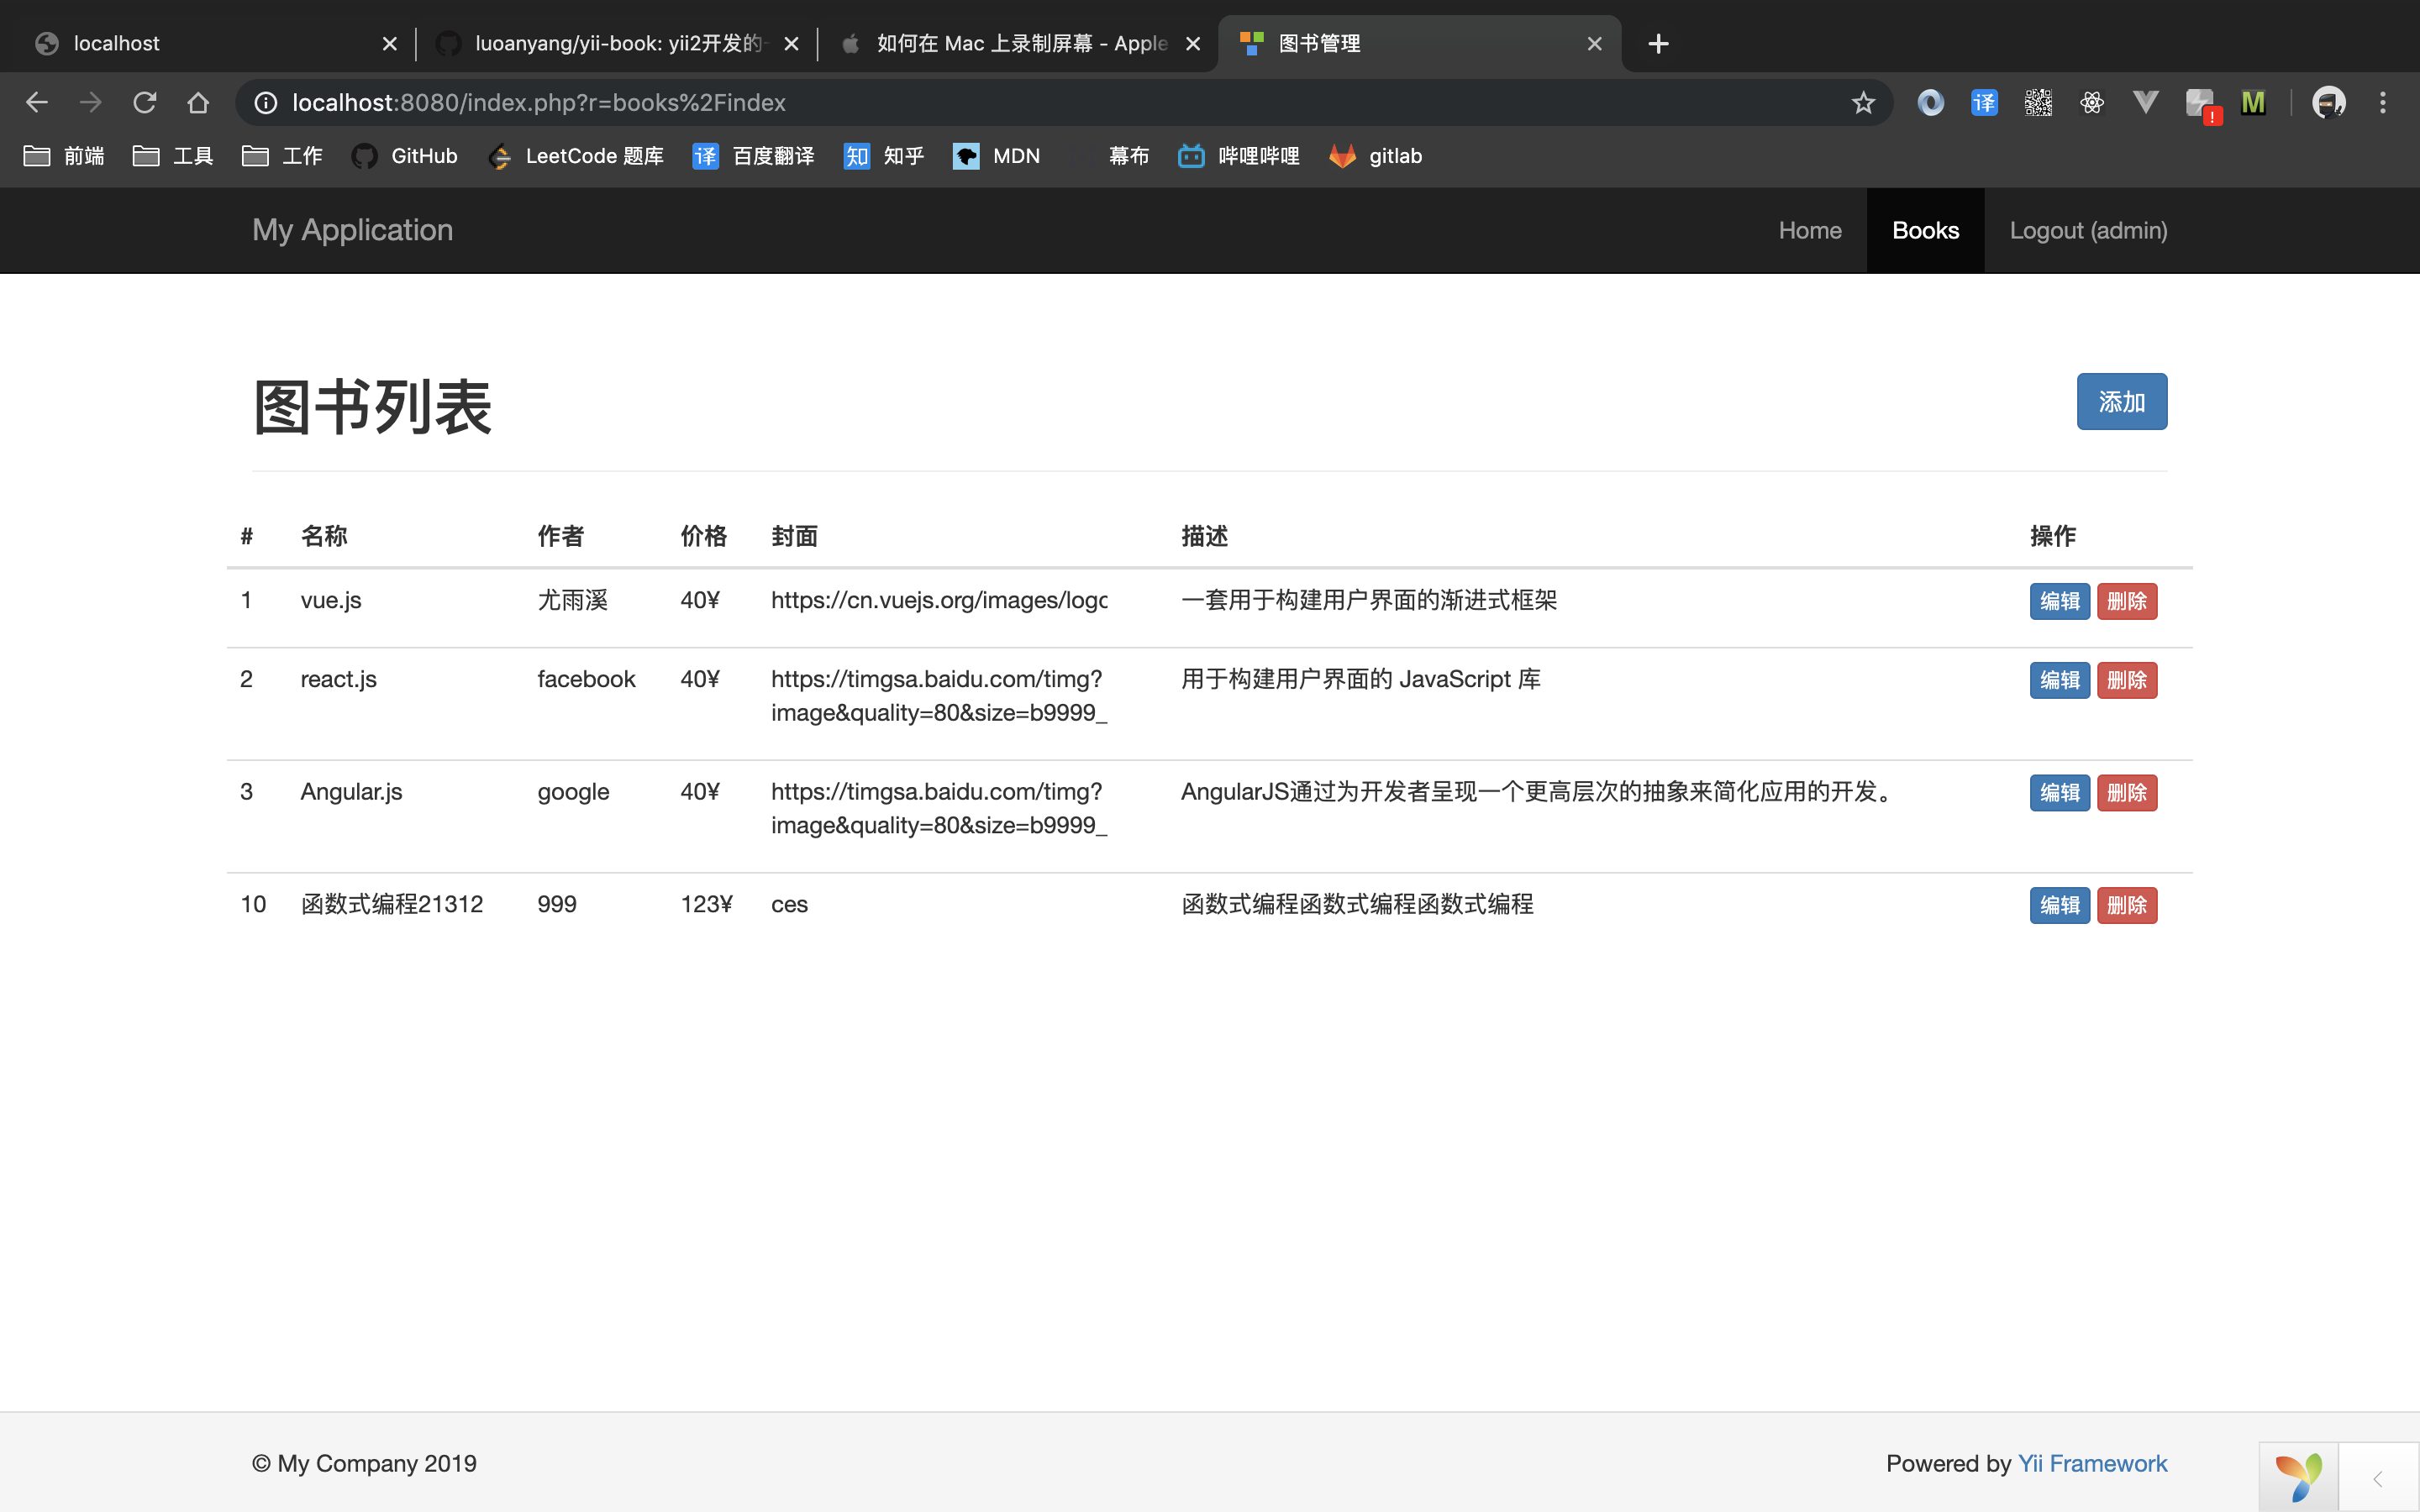 localhost
luoanyang/yii-book: yii2开发的
如何在 Mac 上录制屏幕 - Apple
图书管理
localhost:8080/index.php?r=books%2Findex
译
!
M
前端
工具
工作
GitHub
LeetCode 题库
译 百度翻译
知 知乎
MDN
幕布
哔哩哔哩
gitlab
My Application
Home
Books
Logout (admin)
图书列表
添加
# 名称 作者 价格 封面 描述 操作
1 vue.js 尤雨溪 40¥ https://cn.vuejs.org/images/logo 一套用于构建用户界面的渐进式框架 编辑 删除
2 react.js facebook 40¥ https://timgsa.baidu.com/timg? 用于构建用户界面的 JavaScript 库 编辑 删除
image&quality=80&size=b9999_
3 Angular.js google 40¥ https://timgsa.baidu.com/timg? AngularJS通过为开发者呈现一个更高层次的抽象来简化应用的开发。 编辑 删除
image&quality=80&size=b9999_
10 函数式编程21312 999 123¥ ces 函数式编程函数式编程函数式编程 编辑 删除
© My Company 2019
Powered by Yii Framework